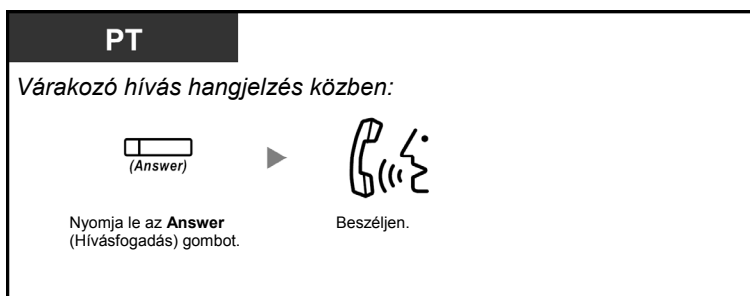 PT
Várakozó hívás hangjelzés közben:
(Answer)
Nyomja le az Answer
(Hívásfogadás) gombot.
Beszéljen.